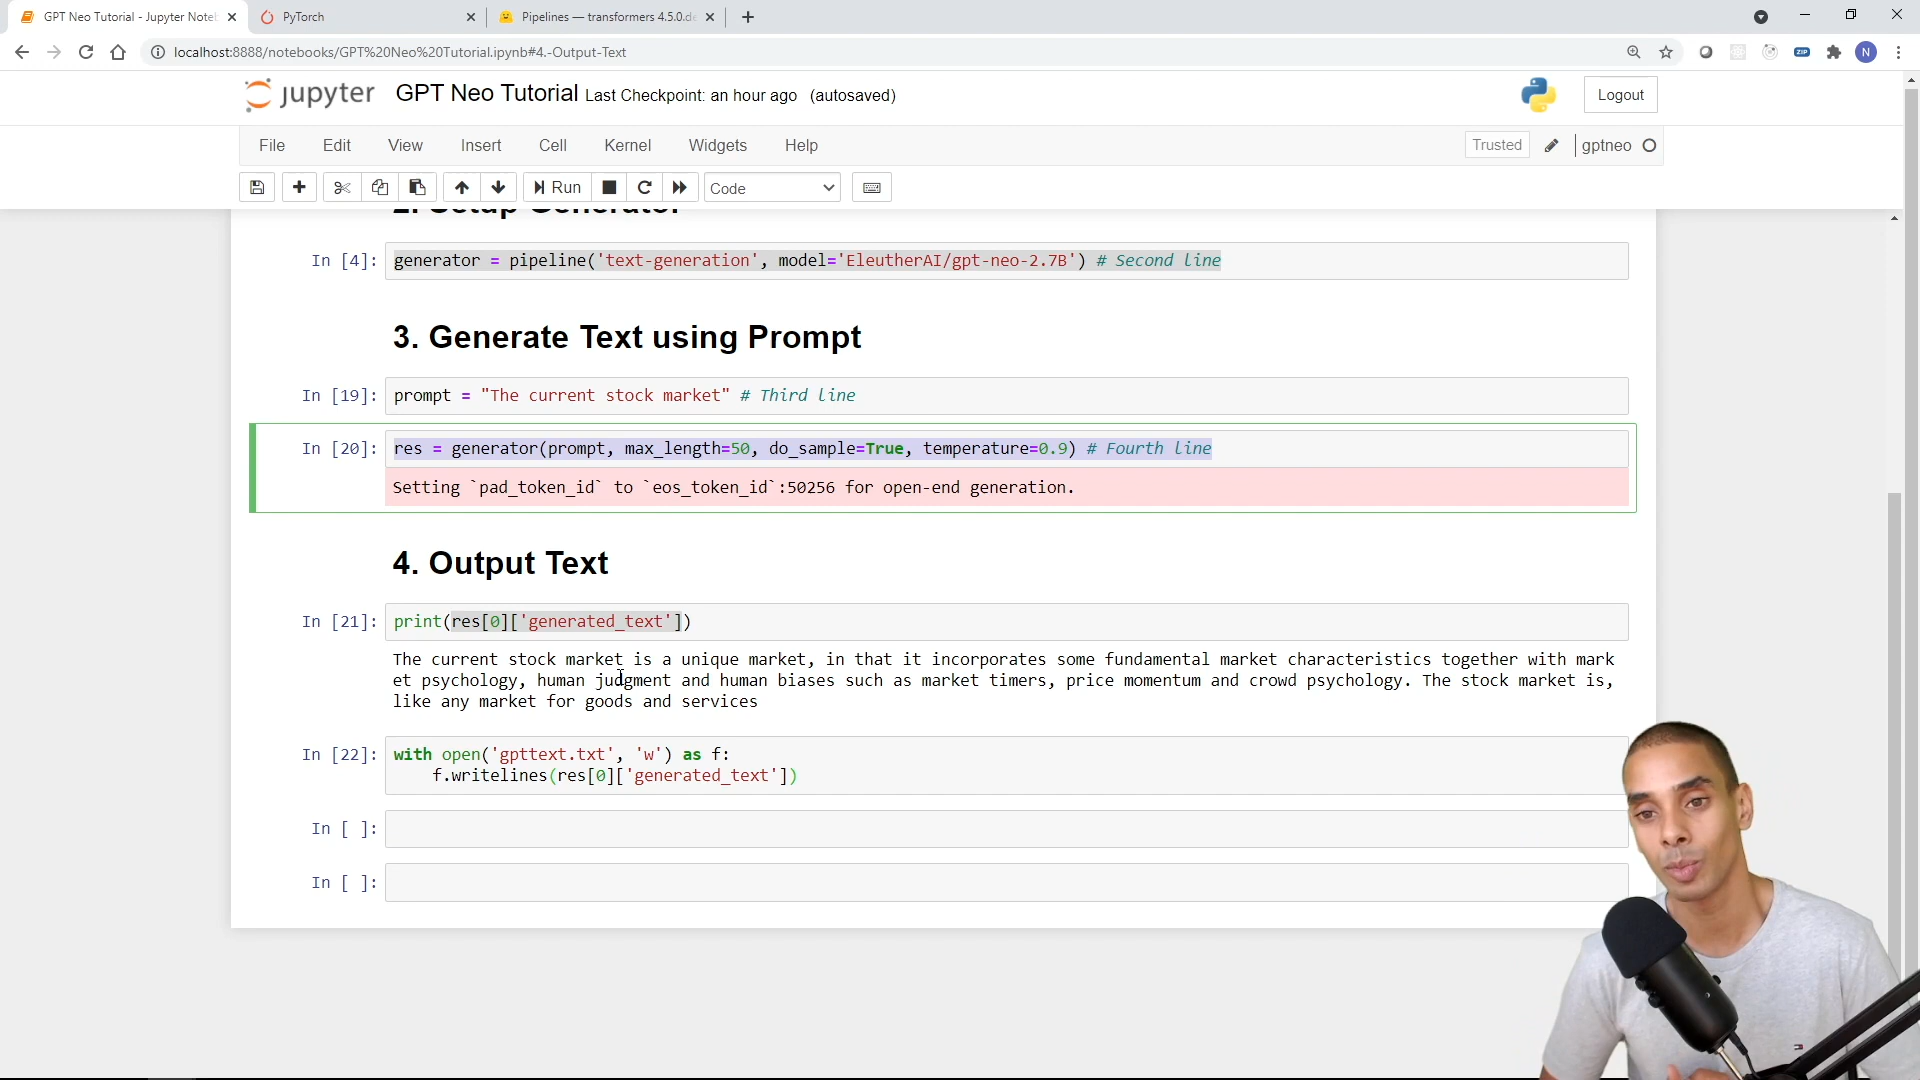 GPT Neo Tutorial - Jupyter Note
PyTorch
Pipelines — transformers 4.5.0.de
localhost:8888/notebooks/GPT%20Neo%20Tutorial.ipynb#4.-Output-Text
ZIP
N
jupyter GPT Neo Tutorial Last Checkpoint: an hour ago (autosaved)
Logout
File Edit View Insert Cell Kernel Widgets Help
Trusted gptneo
Run Code
2. Setup Generator
In [4]: generator = pipeline('text-generation', model='EleutherAI/gpt-neo-2.7B') # Second line
3. Generate Text using Prompt
In [19]: prompt = "The current stock market" # Third line
In [20]: res = generator(prompt, max_length=50, do_sample=True, temperature=0.9) # Fourth line
Setting `pad_token_id` to `eos_token_id`:50256 for open-end generation.
4. Output Text
In [21]: print(res[0]['generated_text'])
The current stock market is a unique market, in that it incorporates some fundamental market characteristics together with mark
et psychology, human judgment and human biases such as market timers, price momentum and crowd psychology. The stock market is,
like any market for goods and services
In [22]: with open('gpttext.txt', 'w') as f:
f.writelines(res[0]['generated_text'])
In [ ]:
In [ ]: